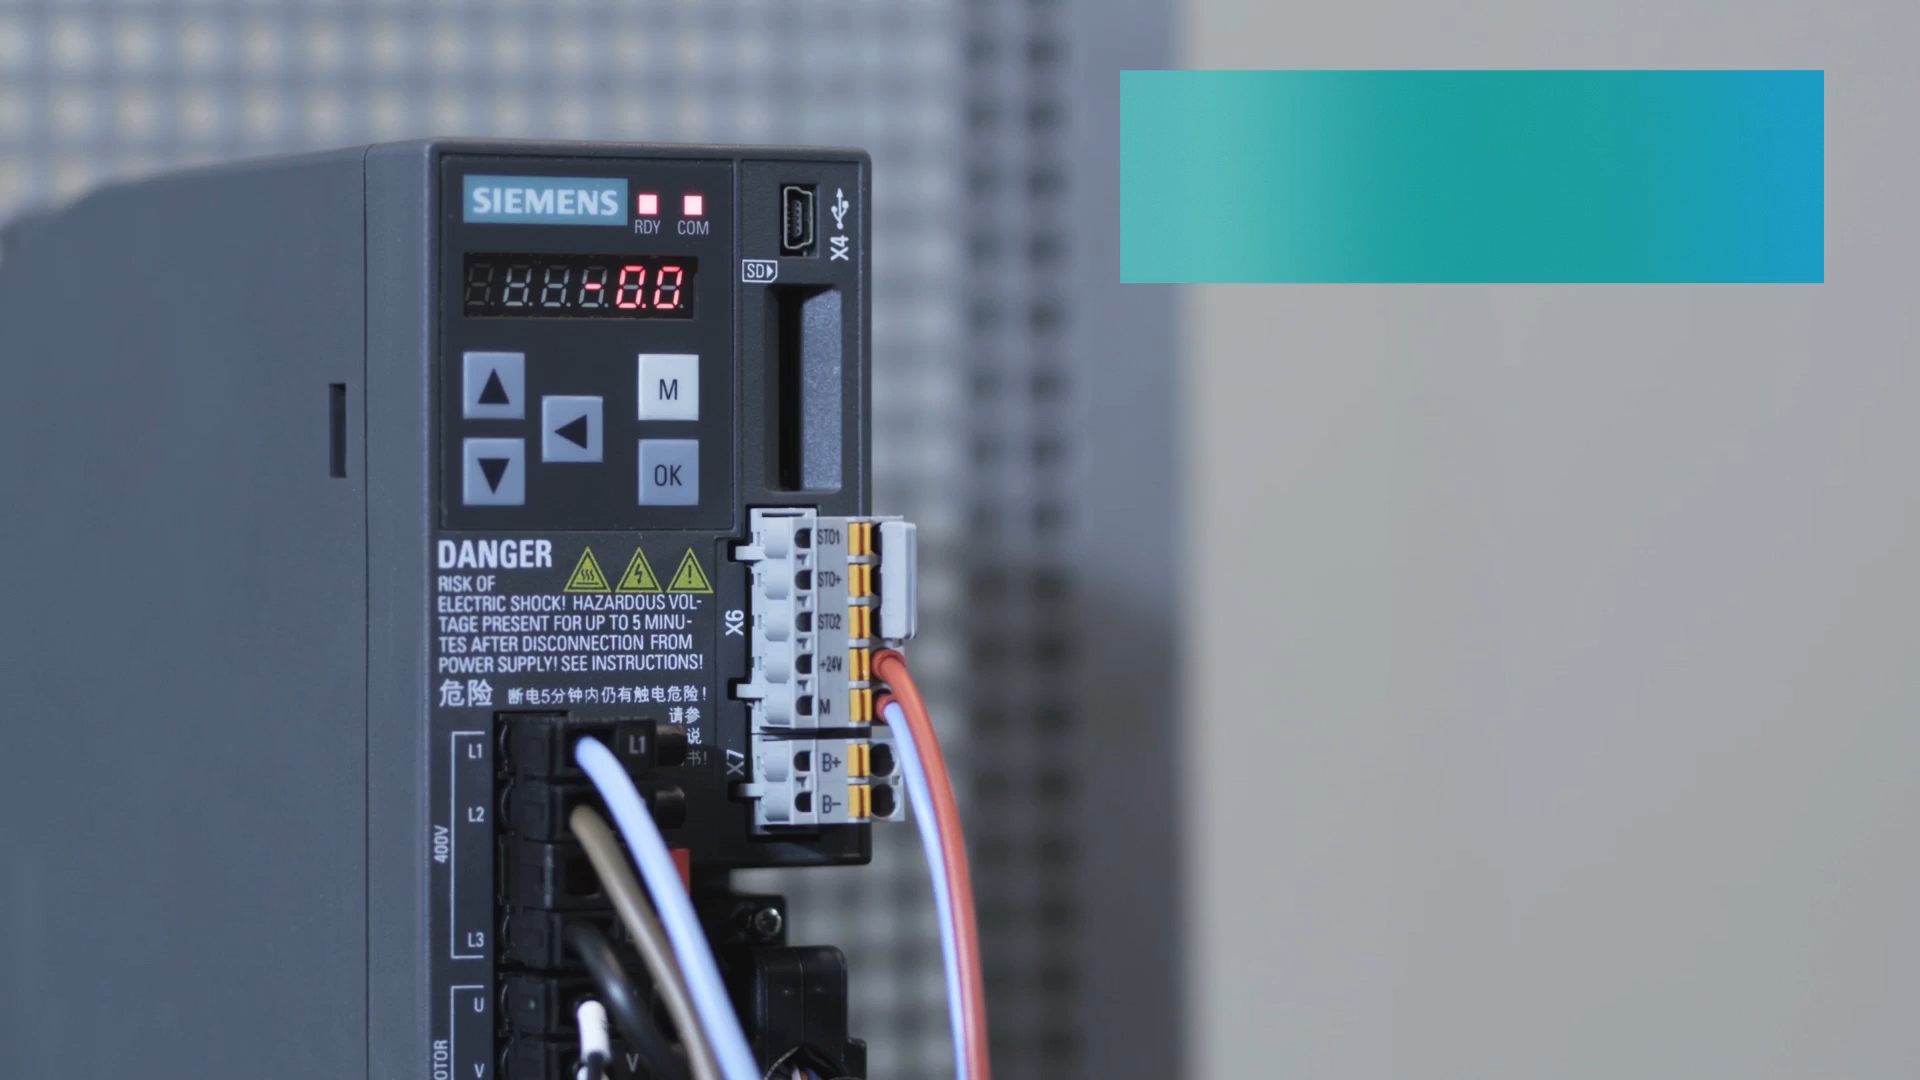 SIEMENS
RDY COM
-0.0
X4
SD
M
OK
DANGER
RISK OF
ELECTRIC SHOCK! HAZARDOUS VOL-
TAGE PRESENT FOR UP TO 5 MINU-
TES AFTER DISCONNECTION FROM
POWER SUPPLY! SEE INSTRUCTIONS!
危险 断电5分钟内仍有触电危险!
请参
说
书!
X6
STO1
STO+
STO2
+24V
M
X7
B+
B-
400V
L1
L1
L2
L3
U
V
V